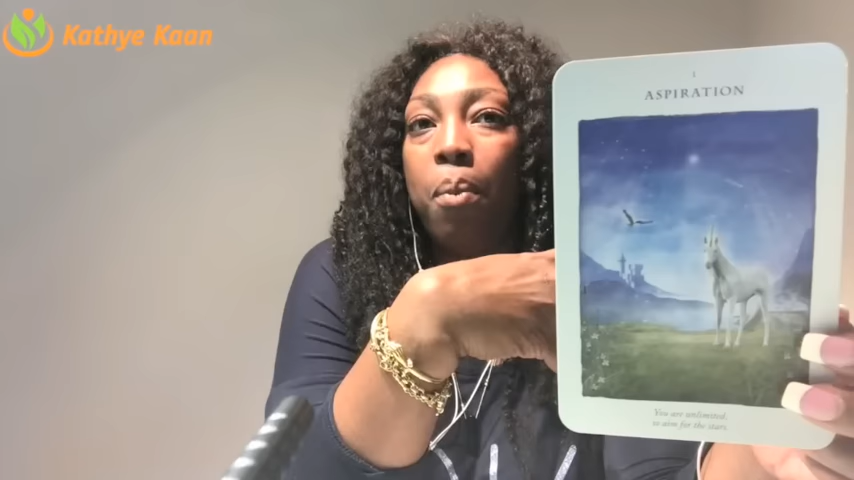 Kathye Kaan
1
ASPIRATION
You are unlimited,
to aim for the stars.